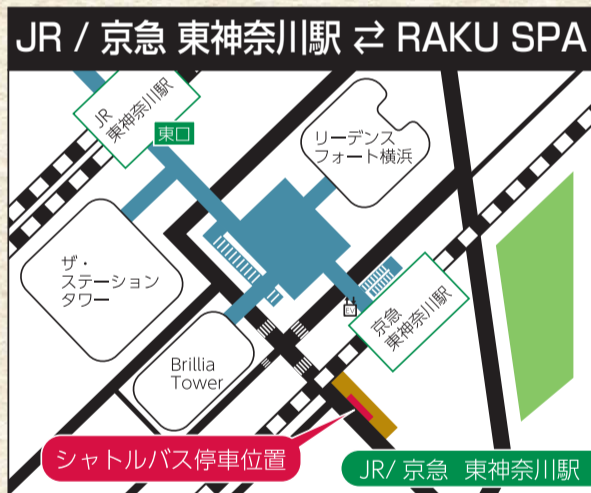 JR / 京急 東神奈川駅 ⇄ RAKU SPA
JR
東神奈川駅
東口
リーデンス
フォート横浜
ザ・
ステーション
タワー
EV
京急
東神奈川駅
Brillia
Tower
シャトルバス停車位置
JR/ 京急 東神奈川駅